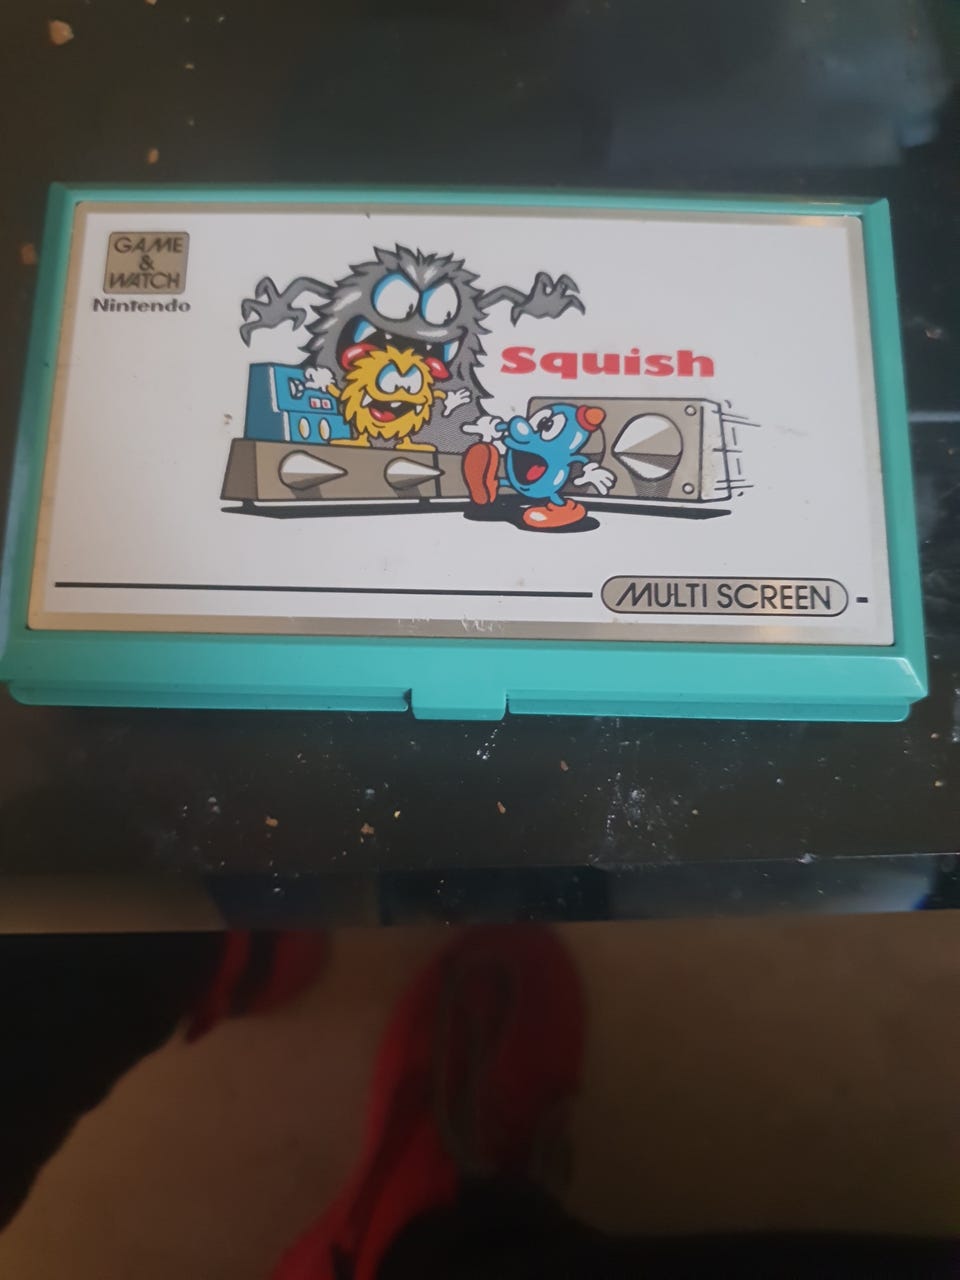 GAME
&
WATCH
Nintendo
Squish
MULTI SCREEN